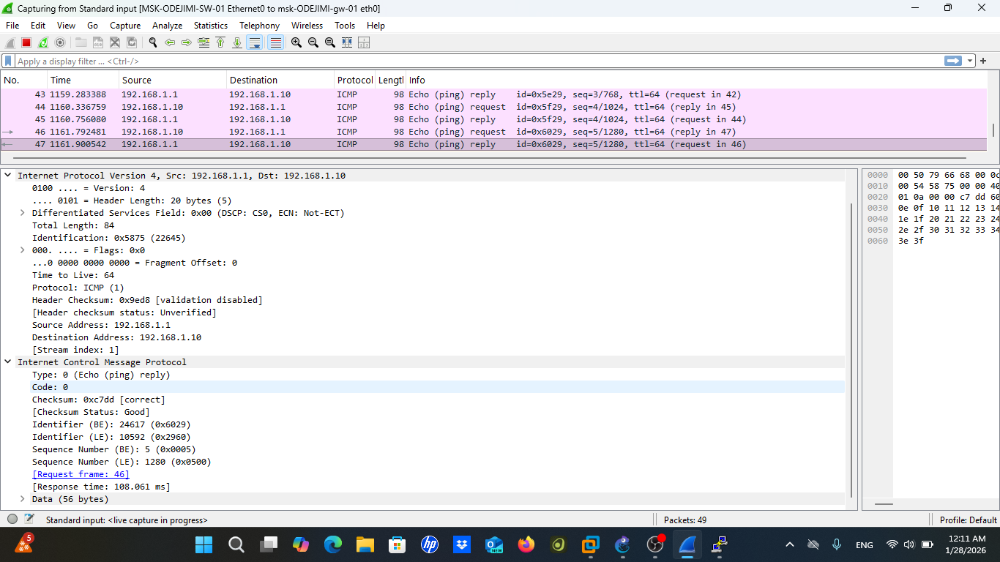 Capturing from Standard input [MSK-ODEJIMI-SW-01 Ethernet0 to msk-ODEJIMI-gw-01 eth0]
File Edit View Go Capture Analyze Statistics Telephony Wireless Tools Help
Apply a display filter ... <Ctrl-/>
No. Time Source Destination Protocol Lengtl Info
43 1159.283388 192.168.1.1 192.168.1.10 ICMP 98 Echo (ping) reply id=0x5e29, seq=3/768, ttl=64 (request in 42)
44 1160.336759 192.168.1.10 192.168.1.1 ICMP 98 Echo (ping) request id=0x5f29, seq=4/1024, ttl=64 (reply in 45)
45 1160.756080 192.168.1.1 192.168.1.10 ICMP 98 Echo (ping) reply id=0x5f29, seq=4/1024, ttl=64 (request in 44)
46 1161.792481 192.168.1.10 192.168.1.1 ICMP 98 Echo (ping) request id=0x6029, seq=5/1280, ttl=64 (reply in 47)
47 1161.900542 192.168.1.1 192.168.1.10 ICMP 98 Echo (ping) reply id=0x6029, seq=5/1280, ttl=64 (request in 46)
Internet Protocol Version 4, Src: 192.168.1.1, Dst: 192.168.1.10
0100 .... = Version: 4
.... 0101 = Header Length: 20 bytes (5)
Differentiated Services Field: 0x00 (DSCP: CS0, ECN: Not-ECT)
Total Length: 84
Identification: 0x5875 (22645)
000. .... = Flags: 0x0
...0 0000 0000 0000 = Fragment Offset: 0
Time to Live: 64
Protocol: ICMP (1)
Header Checksum: 0x9ed8 [validation disabled]
[Header checksum status: Unverified]
Source Address: 192.168.1.1
Destination Address: 192.168.1.10
[Stream index: 1]
Internet Control Message Protocol
Type: 0 (Echo (ping) reply)
Code: 0
Checksum: 0xc7dd [correct]
[Checksum Status: Good]
Identifier (BE): 24617 (0x6029)
Identifier (LE): 10592 (0x2960)
Sequence Number (BE): 5 (0x0005)
Sequence Number (LE): 1280 (0x0500)
[Request frame: 46]
[Response time: 108.061 ms]
Data (56 bytes)
0000 00 50 79 66 68 00 0c
0010 00 54 58 75 00 00 40
0020 01 0a 00 00 c7 dd 60
0030 0e 0f 10 11 12 13 14
0040 1e 1f 20 21 22 23 24
0050 2e 2f 30 31 32 33 34
0060 3e 3f
Standard input: <live capture in progress>
Packets: 49
Profile: Default
5
hp
NEW
ENG
12:11 AM
1/28/2026